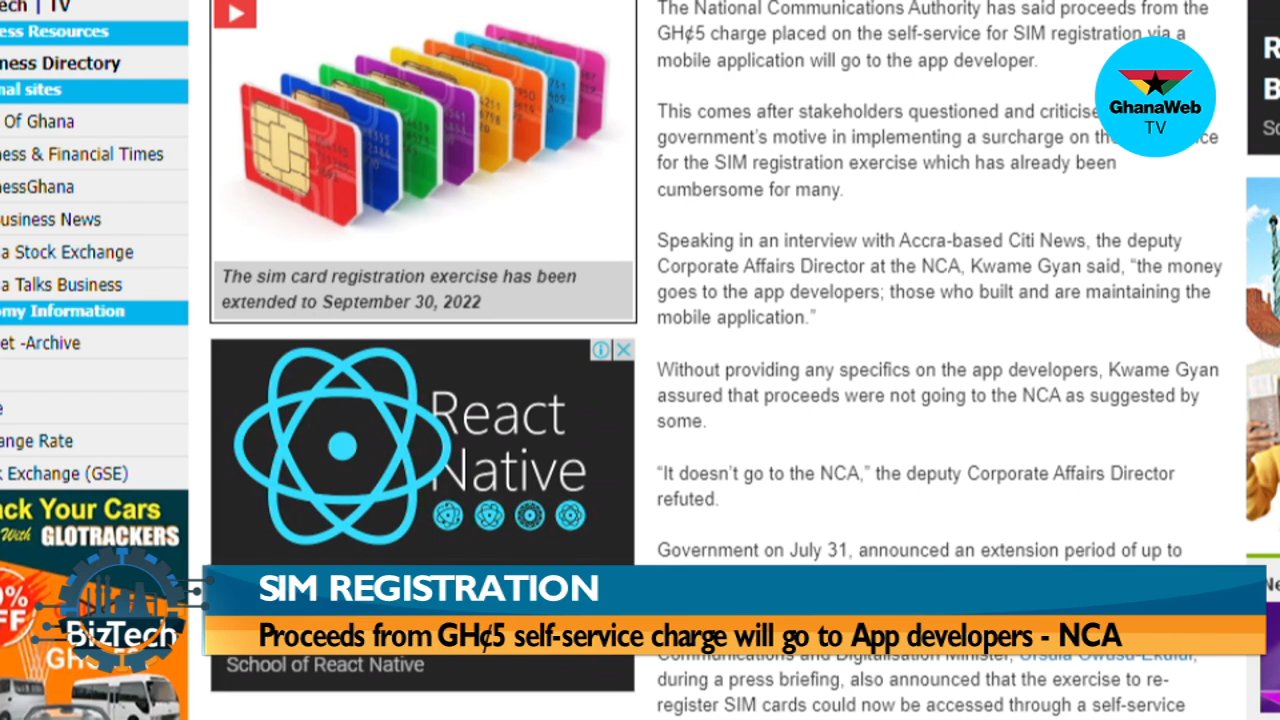 ech | TV
ess Resources
ness Directory
nal sites
Of Ghana
ess & Financial Times
nessGhana
usiness News
a Stock Exchange
a Talks Business
omy Information
et -Archive
e
ange Rate
k Exchange (GSE)
ack Your Cars
With GLOTRACKERS
0%
FF
BizTech
The sim card registration exercise has been
extended to September 30, 2022
React
Native
School of React Native
The National Communications Authority has said proceeds from the
GH¢5 charge placed on the self-service for SIM registration via a
mobile application will go to the app developer.
This comes after stakeholders questioned and criticise
government's motive in implementing a surcharge on th ce
for the SIM registration exercise which has already been
cumbersome for many.
Speaking in an interview with Accra-based Citi News, the deputy
Corporate Affairs Director at the NCA, Kwame Gyan said, “the money
goes to the app developers; those who built and are maintaining the
mobile application.”
Without providing any specifics on the app developers, Kwame Gyan
assured that proceeds were not going to the NCA as suggested by
some.
“It doesn't go to the NCA,” the deputy Corporate Affairs Director
refuted.
Government on July 31, announced an extension period of up to
Communications and Digitalisation Minister, Ursula Owusu-Ekuful,
during a press briefing, also announced that the exercise to re-
register SIM cards could now be accessed through a self-service
GhanaWeb
TV
SIM REGISTRATION
Proceeds from GH¢5 self-service charge will go to App developers - NCA